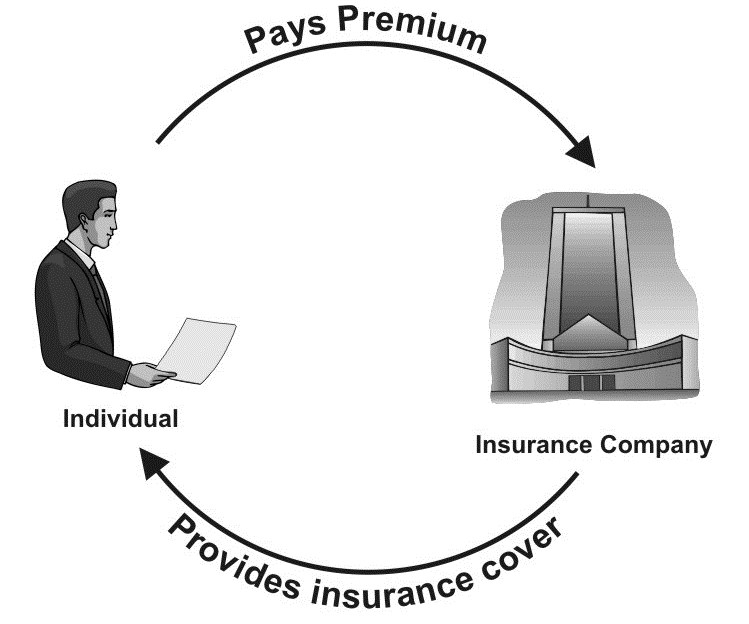 Pays Premium
Individual
Insurance Company
Provides insurance cover